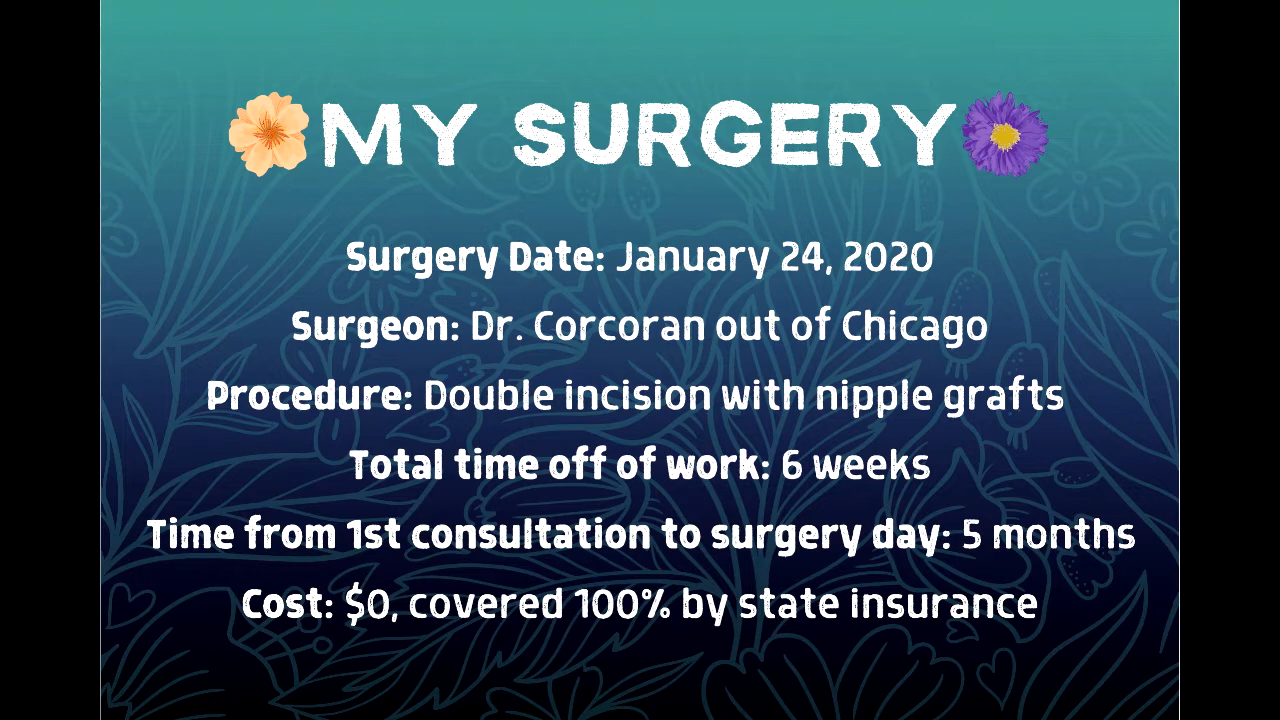 MY SURGERY
Surgery Date: January 24, 2020
Surgeon: Dr. Corcoran out of Chicago
Procedure: Double incision with nipple grafts
Total time off of work: 6 weeks
Time from 1st consultation to surgery day: 5 months
Cost: $0, covered 100% by state insurance